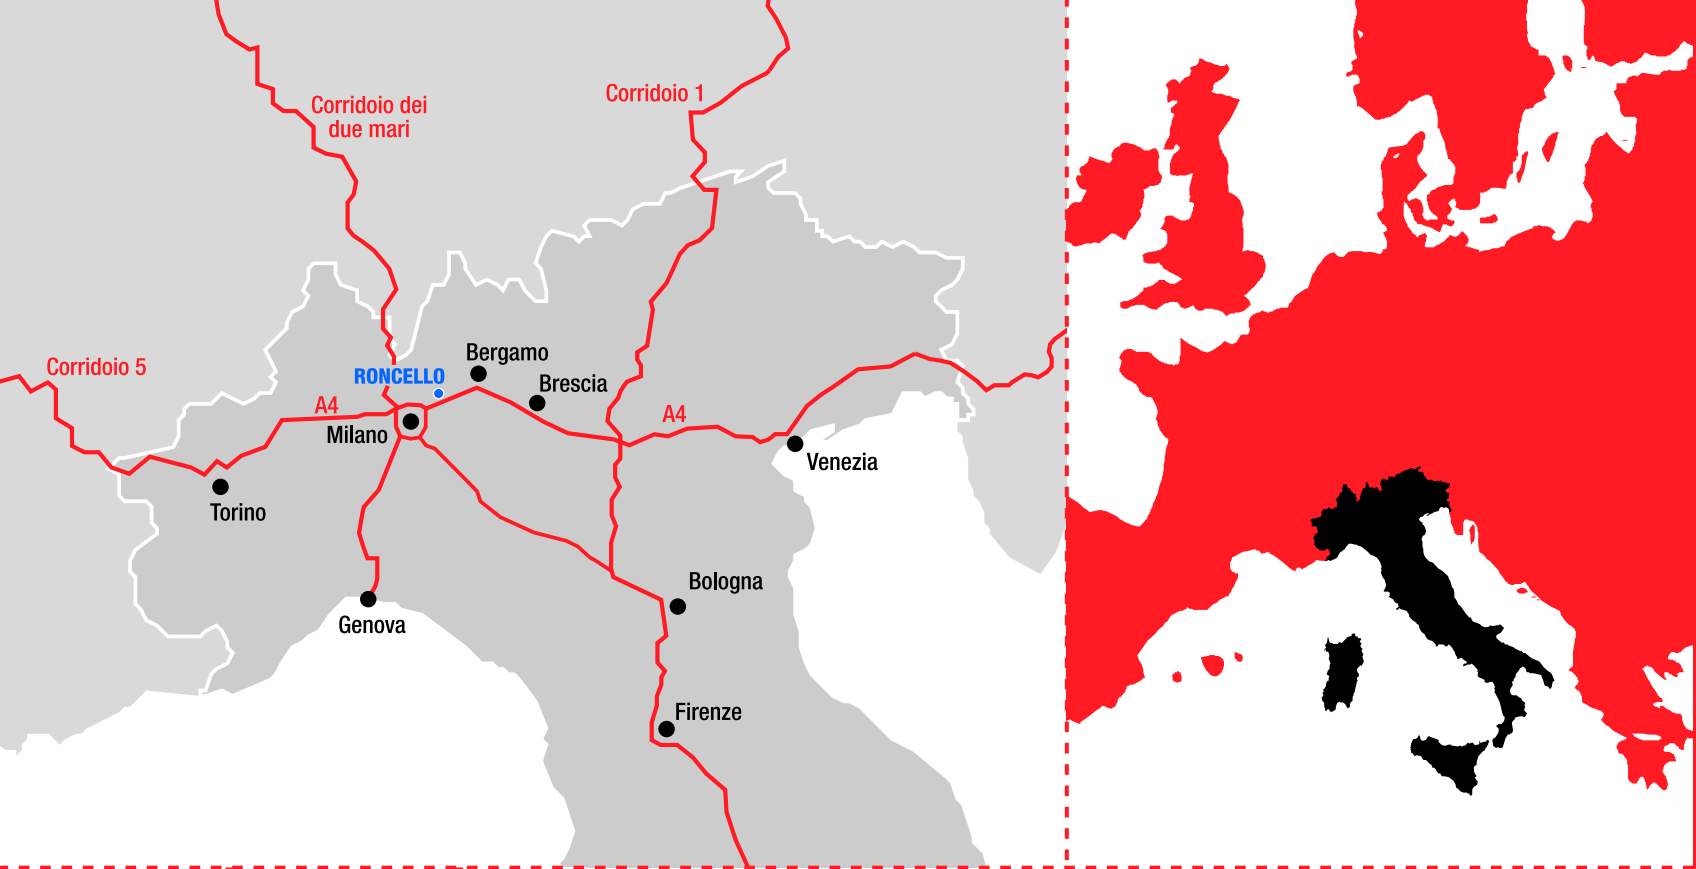 Corridoio dei
due mari
Corridoio 1
Corridoio 5
Bergamo
RONCELLO
Brescia
A4
A4
Milano
Venezia
Torino
Bologna
Genova
Firenze